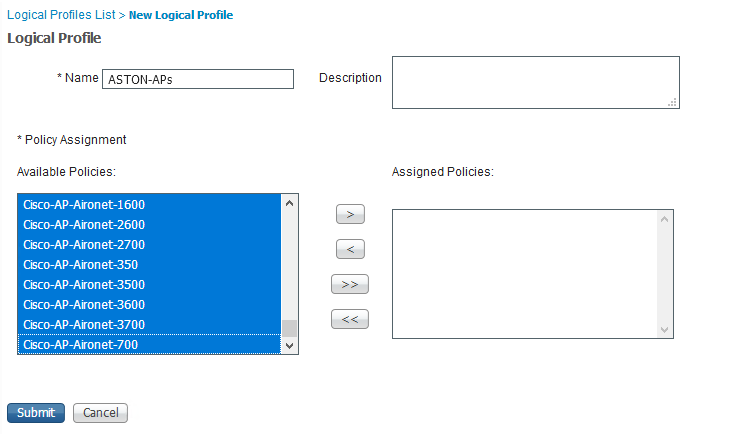 Logical Profiles List > New Logical Profile
Logical Profile
* Name ASTON-APs Description
* Policy Assignment
Available Policies: Assigned Policies:
Cisco-AP-Aironet-1600
Cisco-AP-Aironet-2600
Cisco-AP-Aironet-2700
Cisco-AP-Aironet-350
Cisco-AP-Aironet-3500
Cisco-AP-Aironet-3600
Cisco-AP-Aironet-3700
Cisco-AP-Aironet-700
>
<
>>
<<
Submit Cancel